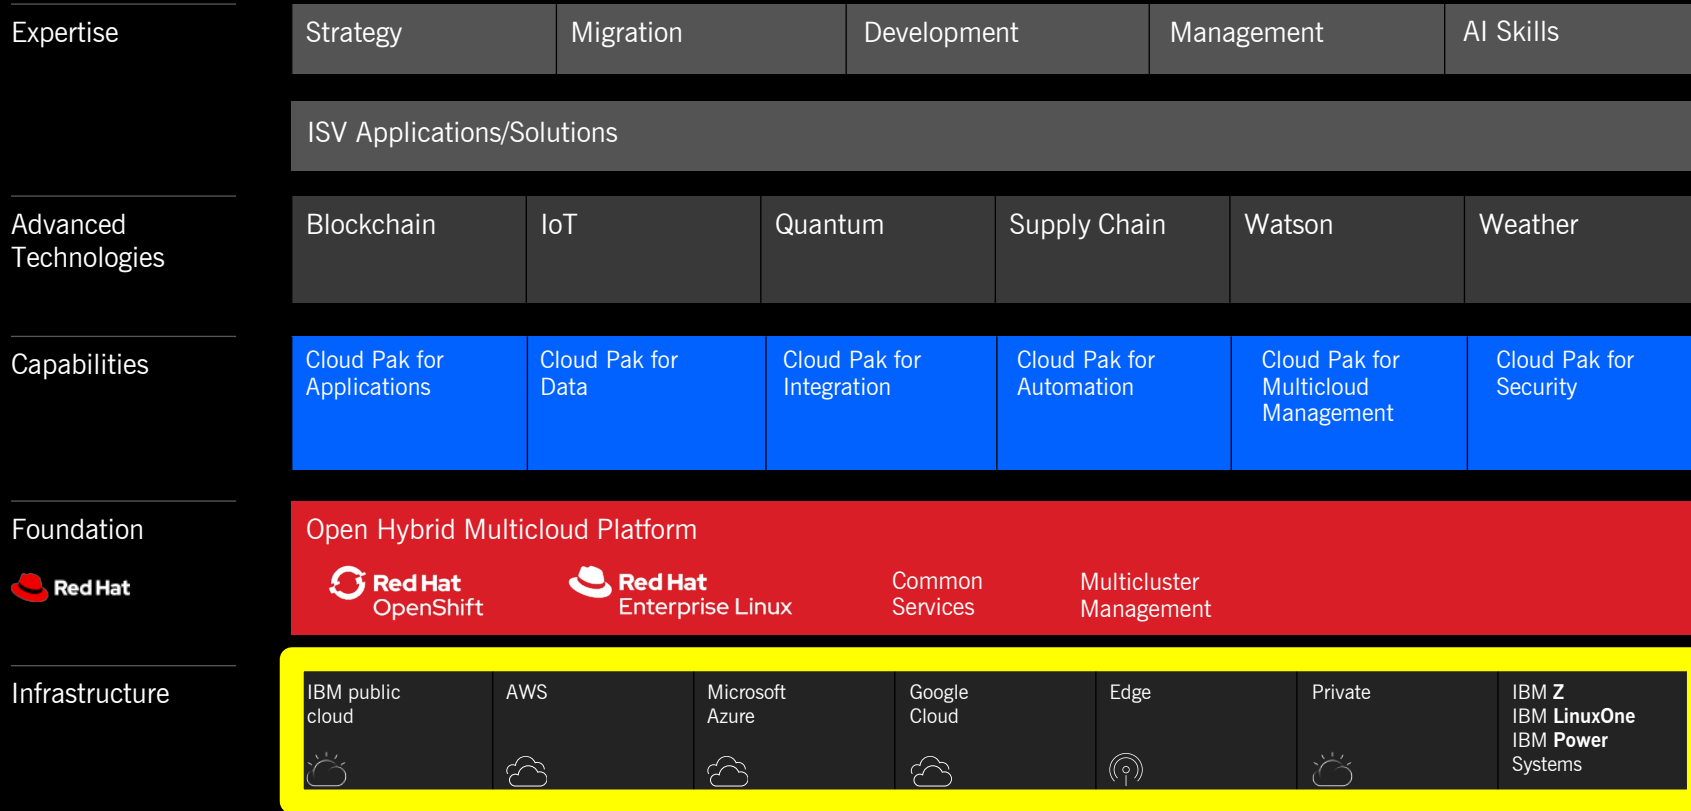 Expertise
Strategy
Migration
Development
Management
AI Skills
ISV Applications/Solutions
Advanced
Technologies
Blockchain
IoT
Quantum
Supply Chain
Watson
Weather
Capabilities
Cloud Pak for
Applications
Cloud Pak for
Data
Cloud Pak for
Integration
Cloud Pak for
Automation
Cloud Pak for
Multicloud
Management
Cloud Pak for
Security
Foundation
Red Hat
Open Hybrid Multicloud Platform
Red Hat
OpenShift
Red Hat
Enterprise Linux
Common
Services
Multicluster
Management
Infrastructure
IBM public
cloud
AWS
Microsoft
Azure
Google
Cloud
Edge
Private
IBM Z
IBM LinuxOne
IBM Power
Systems